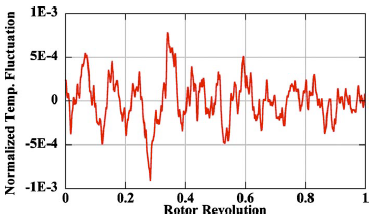 Normalized Temp. Fluctuation
1E-3
5E-4
0
-5E-4
-1E-3
0 0.2 0.4 0.6 0.8 1
Rotor Revolution